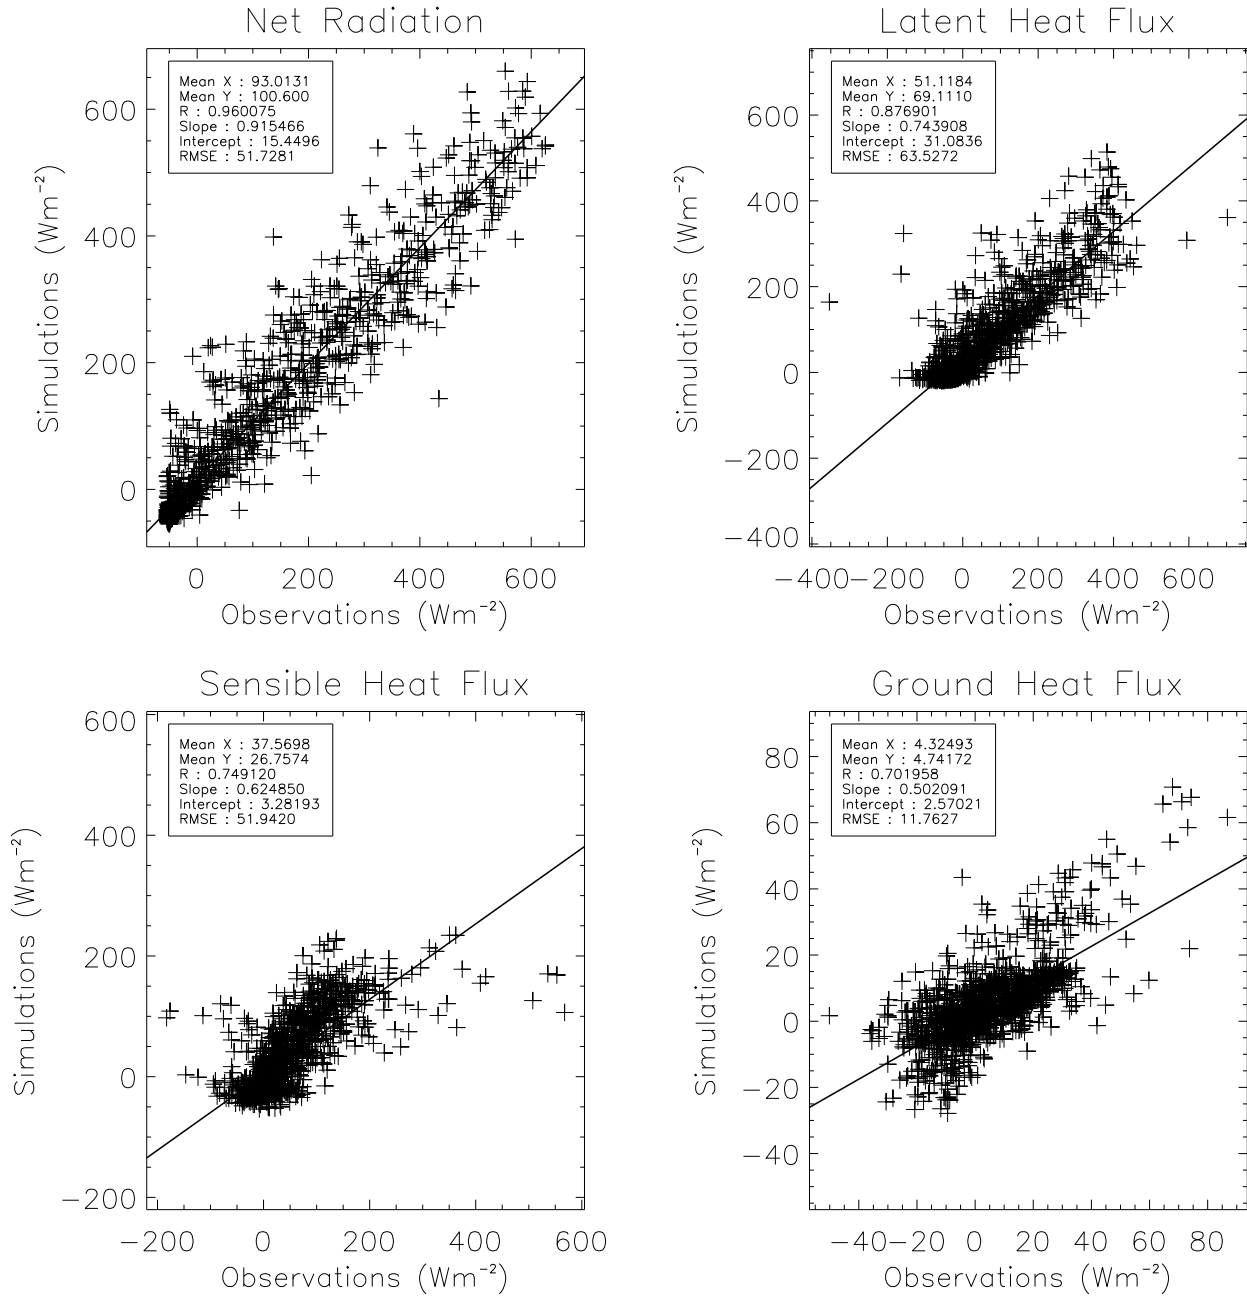 Net Radiation
Mean X : 93.0131
Mean Y : 100.600
R : 0.960075
Slope : 0.915466
Intercept : 15.4496
RMSE : 51.7281
600
400
200
0
Simulations (Wm⁻²)
0 200 400 600
Observations (Wm⁻²)
Latent Heat Flux
Mean X : 51.1184
Mean Y : 69.1110
R : 0.876901
Slope : 0.743908
Intercept : 31.0836
RMSE : 63.5272
600
400
200
0
−200
−400
Simulations (Wm⁻²)
−400 −200 0 200 400 600
Observations (Wm⁻²)
Sensible Heat Flux
Mean X : 37.5698
Mean Y : 26.7574
R : 0.749120
Slope : 0.624850
Intercept : 3.28193
RMSE : 51.9420
600
400
200
0
−200
Simulations (Wm⁻²)
−200 0 200 400 600
Observations (Wm⁻²)
Ground Heat Flux
Mean X : 4.32493
Mean Y : 4.74172
R : 0.701958
Slope : 0.502091
Intercept : 2.57021
RMSE : 11.7627
80
60
40
20
0
−20
−40
Simulations (Wm⁻²)
−40 −20 0 20 40 60 80
Observations (Wm⁻²)